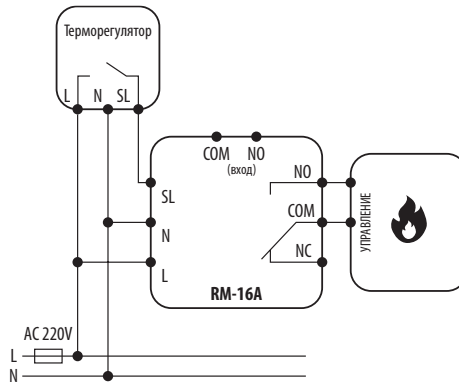 Терморегулятор
L N SL
COM NO
(вход)
NO
SL
COM
N
NC
L
УПРАВЛЕНИЕ
RM-16A
AC 220V
L
N